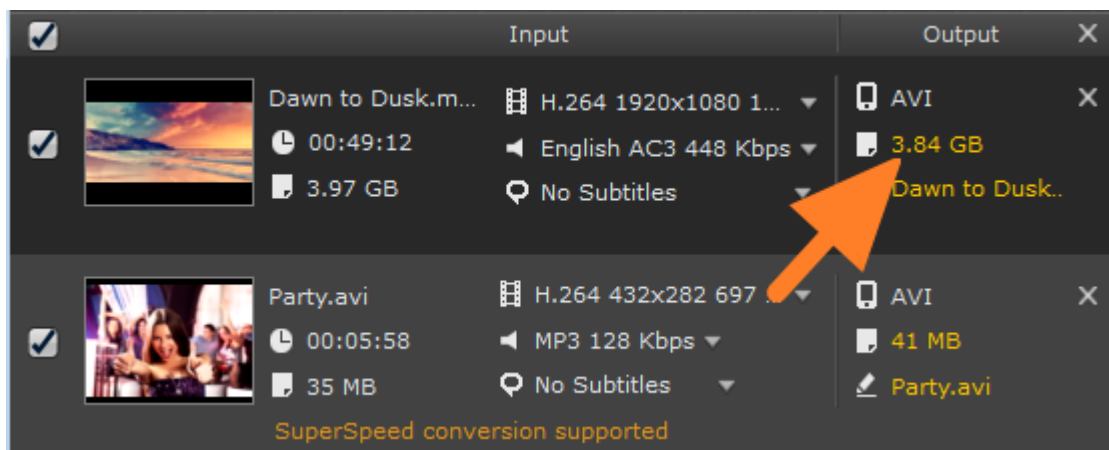 Input Output
Dawn to Dusk.m... H.264 1920x1080 1... AVI
00:49:12 English AC3 448 Kbps 3.84 GB
3.97 GB No Subtitles Dawn to Dusk..
Party.avi H.264 432x282 697 ... AVI
00:05:58 MP3 128 Kbps 41 MB
35 MB No Subtitles Party.avi
SuperSpeed conversion supported